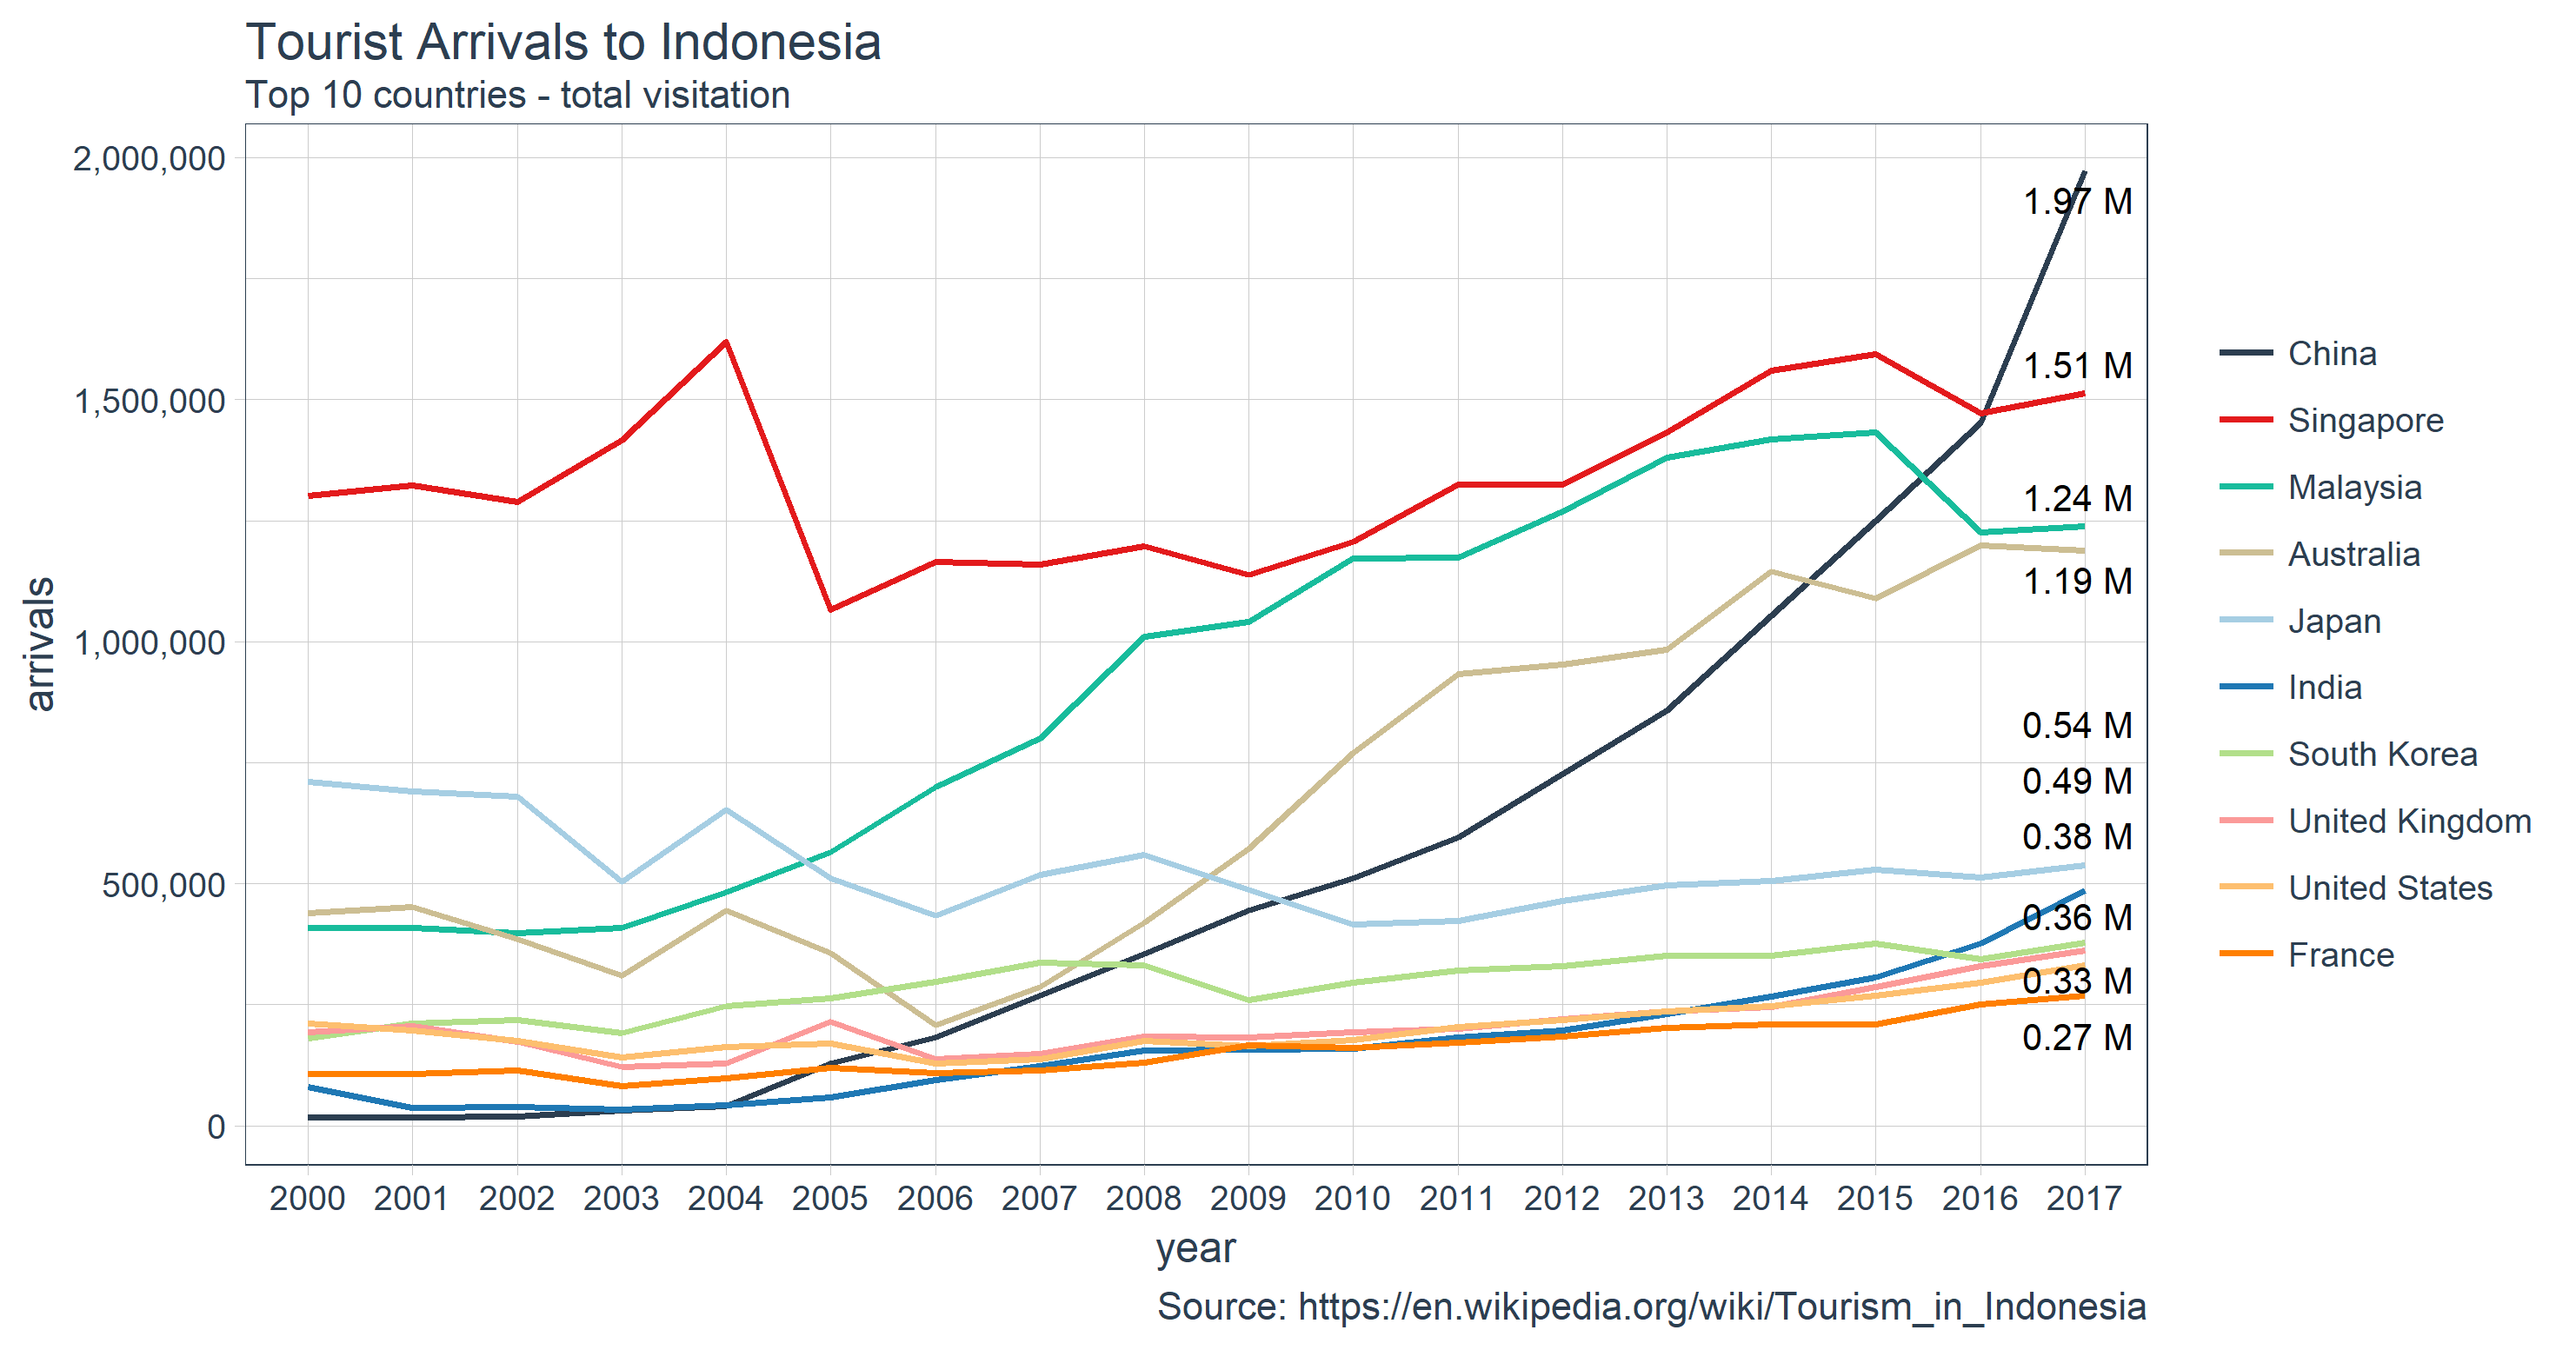 Tourist Arrivals to Indonesia
Top 10 countries - total visitation
2,000,000
1,500,000
1,000,000
500,000
0
arrivals
1.97 M
1.51 M
1.24 M
1.19 M
0.54 M
0.49 M
0.38 M
0.36 M
0.33 M
0.27 M
China
Singapore
Malaysia
Australia
Japan
India
South Korea
United Kingdom
United States
France
2000 2001 2002 2003 2004 2005 2006 2007 2008 2009 2010 2011 2012 2013 2014 2015 2016 2017
year
Source: https://en.wikipedia.org/wiki/Tourism_in_Indonesia